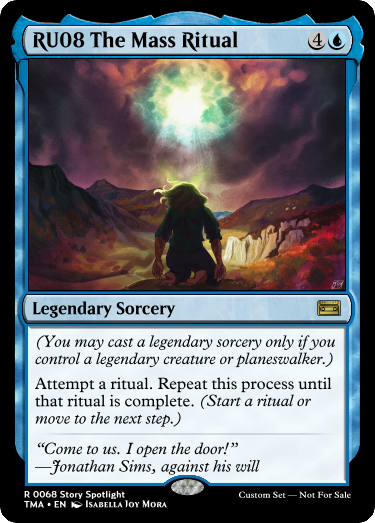 RU08 The Mass Ritual 4
Legendary Sorcery
(You may cast a legendary sorcery only if you
control a legendary creature or planeswalker.)
Attempt a ritual. Repeat this process until
that ritual is complete. (Start a ritual or
move to the next step.)
“Come to us. I open the door!”
—Jonathan Sims, against his will
R 0068 Story Spotlight
TMA • EN Isabella Joy Mora
Custom Set — Not For Sale